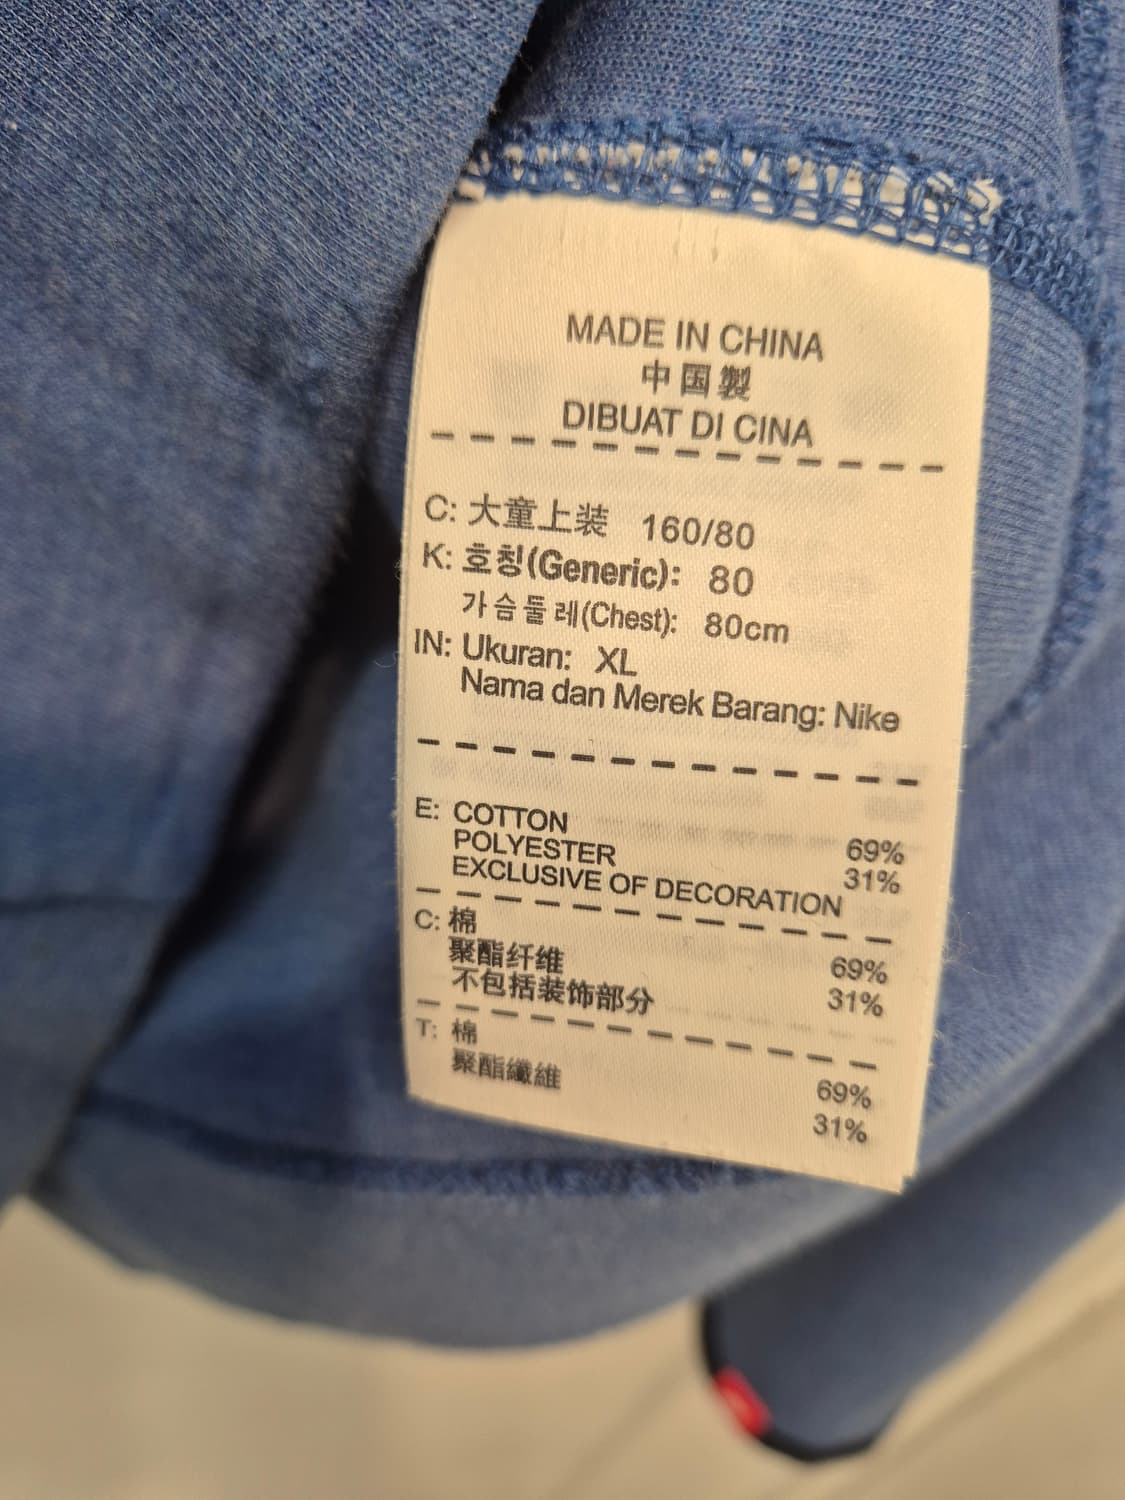 MADE IN CHINA
中国製
DIBUAT DI CINA
C: 大童上装 160/80
K: 호칭(Generic): 80
가슴둘레(Chest): 80cm
IN: Ukuran: XL
Nama dan Merek Barang: Nike
E: COTTON 69%
POLYESTER 31%
EXCLUSIVE OF DECORATION
C: 棉 69%
聚酯纤维 31%
不包括装饰部分
T: 棉 69%
聚酯纖維 31%